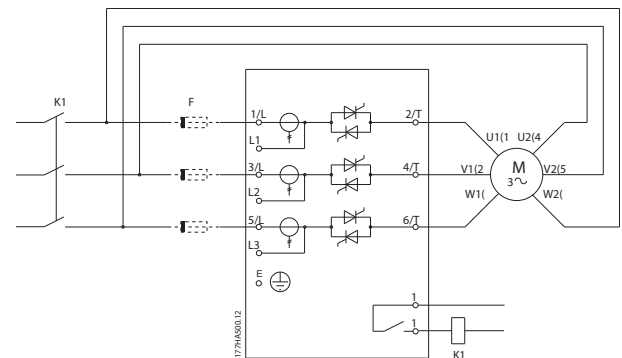 K1
F
1/L
2/T
L1
3/L
4/T
L2
5/L
6/T
L3
E
U1(1 U2(4
V1(2 M V2(5
3~
W1( W2(
1
1
K1
177HA500.12